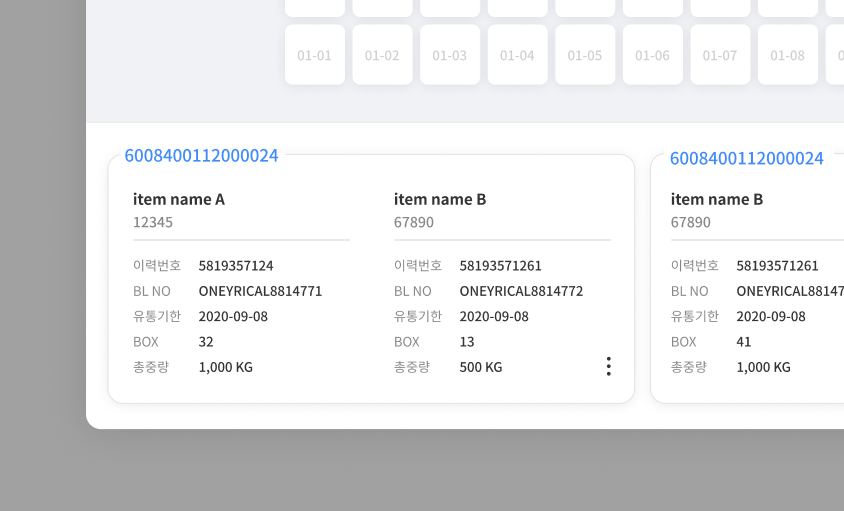 01-01 01-02 01-03 01-04 01-05 01-06 01-07 01-08
6008400112000024
item name A
12345
이력번호 5819357124
BL NO ONEYRICAL8814771
유통기한 2020-09-08
BOX 32
총중량 1,000 KG
item name B
67890
이력번호 58193571261
BL NO ONEYRICAL8814772
유통기한 2020-09-08
BOX 13
총중량 500 KG
6008400112000024
item name B
67890
이력번호 58193571261
BL NO ONEYRICAL88147
유통기한 2020-09-08
BOX 41
총중량 1,000 KG